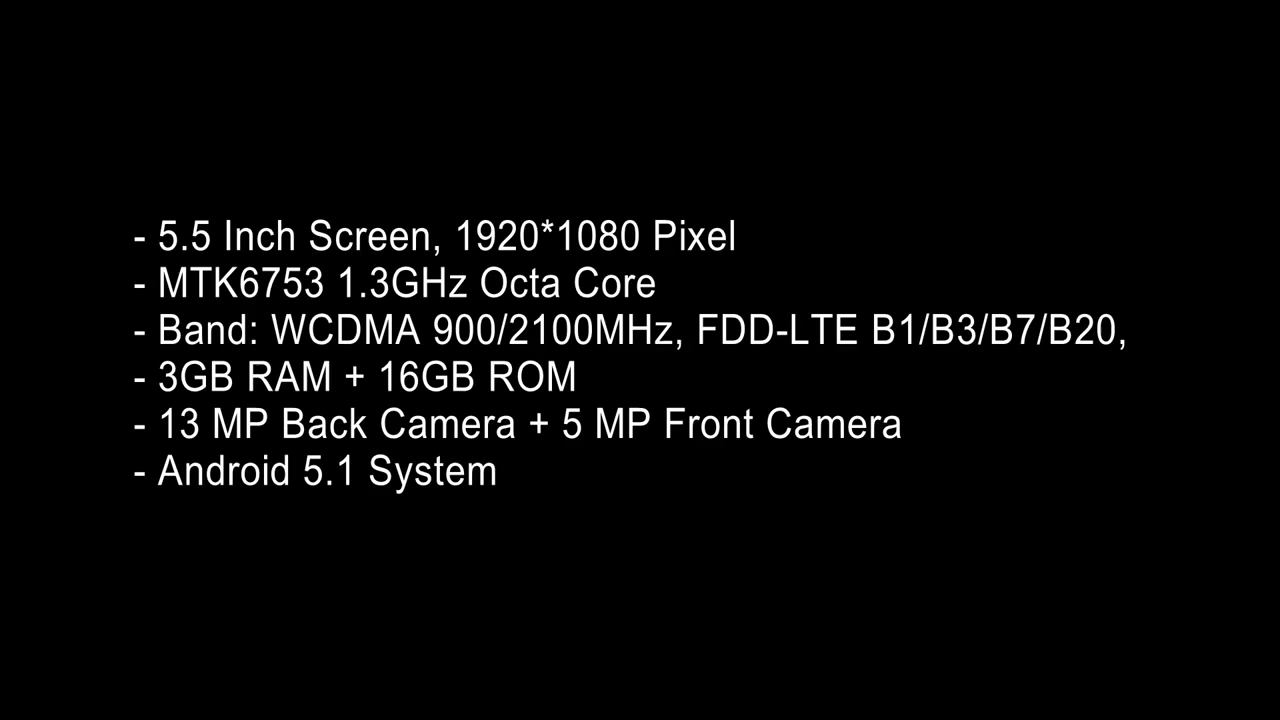 - 5.5 Inch Screen, 1920*1080 Pixel
- MTK6753 1.3GHz Octa Core
- Band: WCDMA 900/2100MHz, FDD-LTE B1/B3/B7/B20,
- 3GB RAM + 16GB ROM
- 13 MP Back Camera + 5 MP Front Camera
- Android 5.1 System